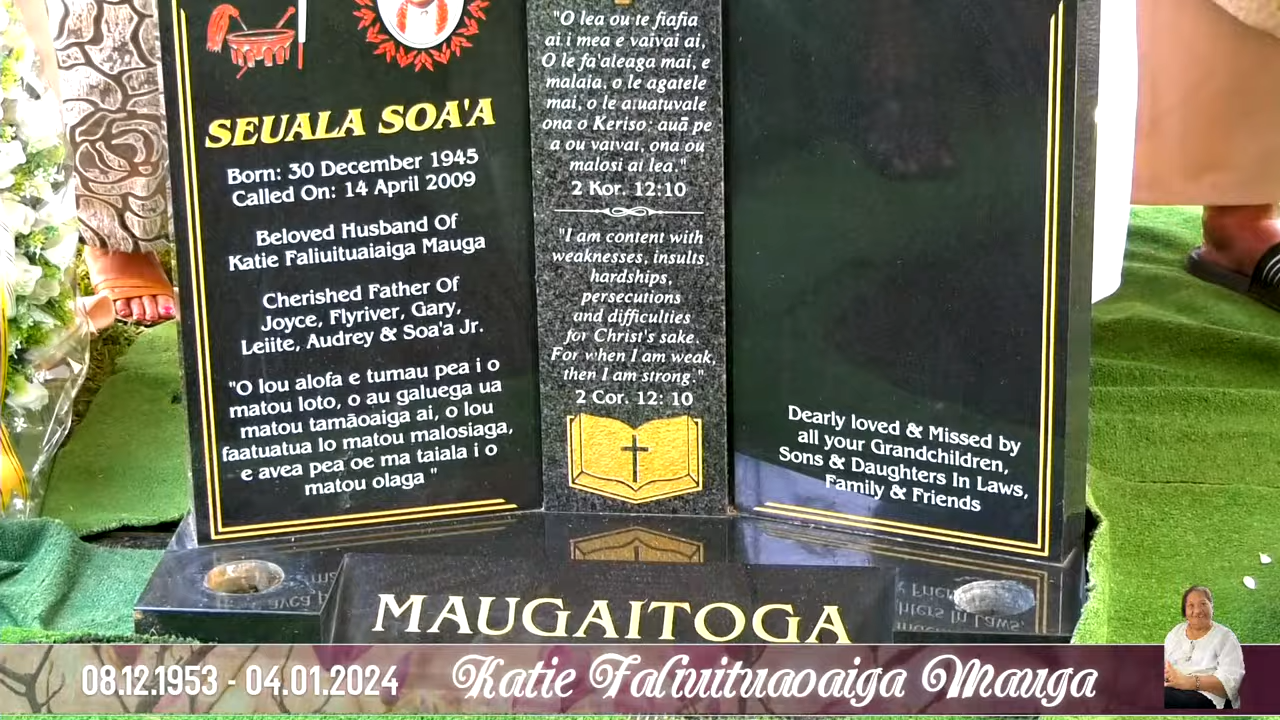 SEUALA SOA'A
Born: 30 December 1945
Called On: 14 April 2009
Beloved Husband Of
Katie Faliuituaiaiga Mauga
Cherished Father Of
Joyce, Flyriver, Gary,
Leiite, Audrey & Soa'a Jr.
"O lou alofa e tumau pea i o
matou loto, o au galuega ua
matou tamāoaiga ai, o lou
faatuatua lo matou malosiaga,
e avea pea oe ma taiala i o
matou olaga "
"O lea ou te fiafia
ai i mea e vaivai ai,
O le fa'aleaga mai, e
malaia, o le agatele
mai, o le atuatuvale
ona o Keriso; auā pe
a ou vaivai, ona ou
malosi ai lea."
2 Kor. 12:10
"I am content with
weaknesses, insults,
hardships,
persecutions
and difficulties
for Christ's sake.
For when I am weak,
then I am strong."
2 Cor. 12: 10
Dearly loved & Missed by
all your Grandchildren,
Sons & Daughters In Laws,
Family & Friends
MAUGAITOGA
08.12.1953 - 04.01.2024
Katie Faliuituaoaiga Mauga